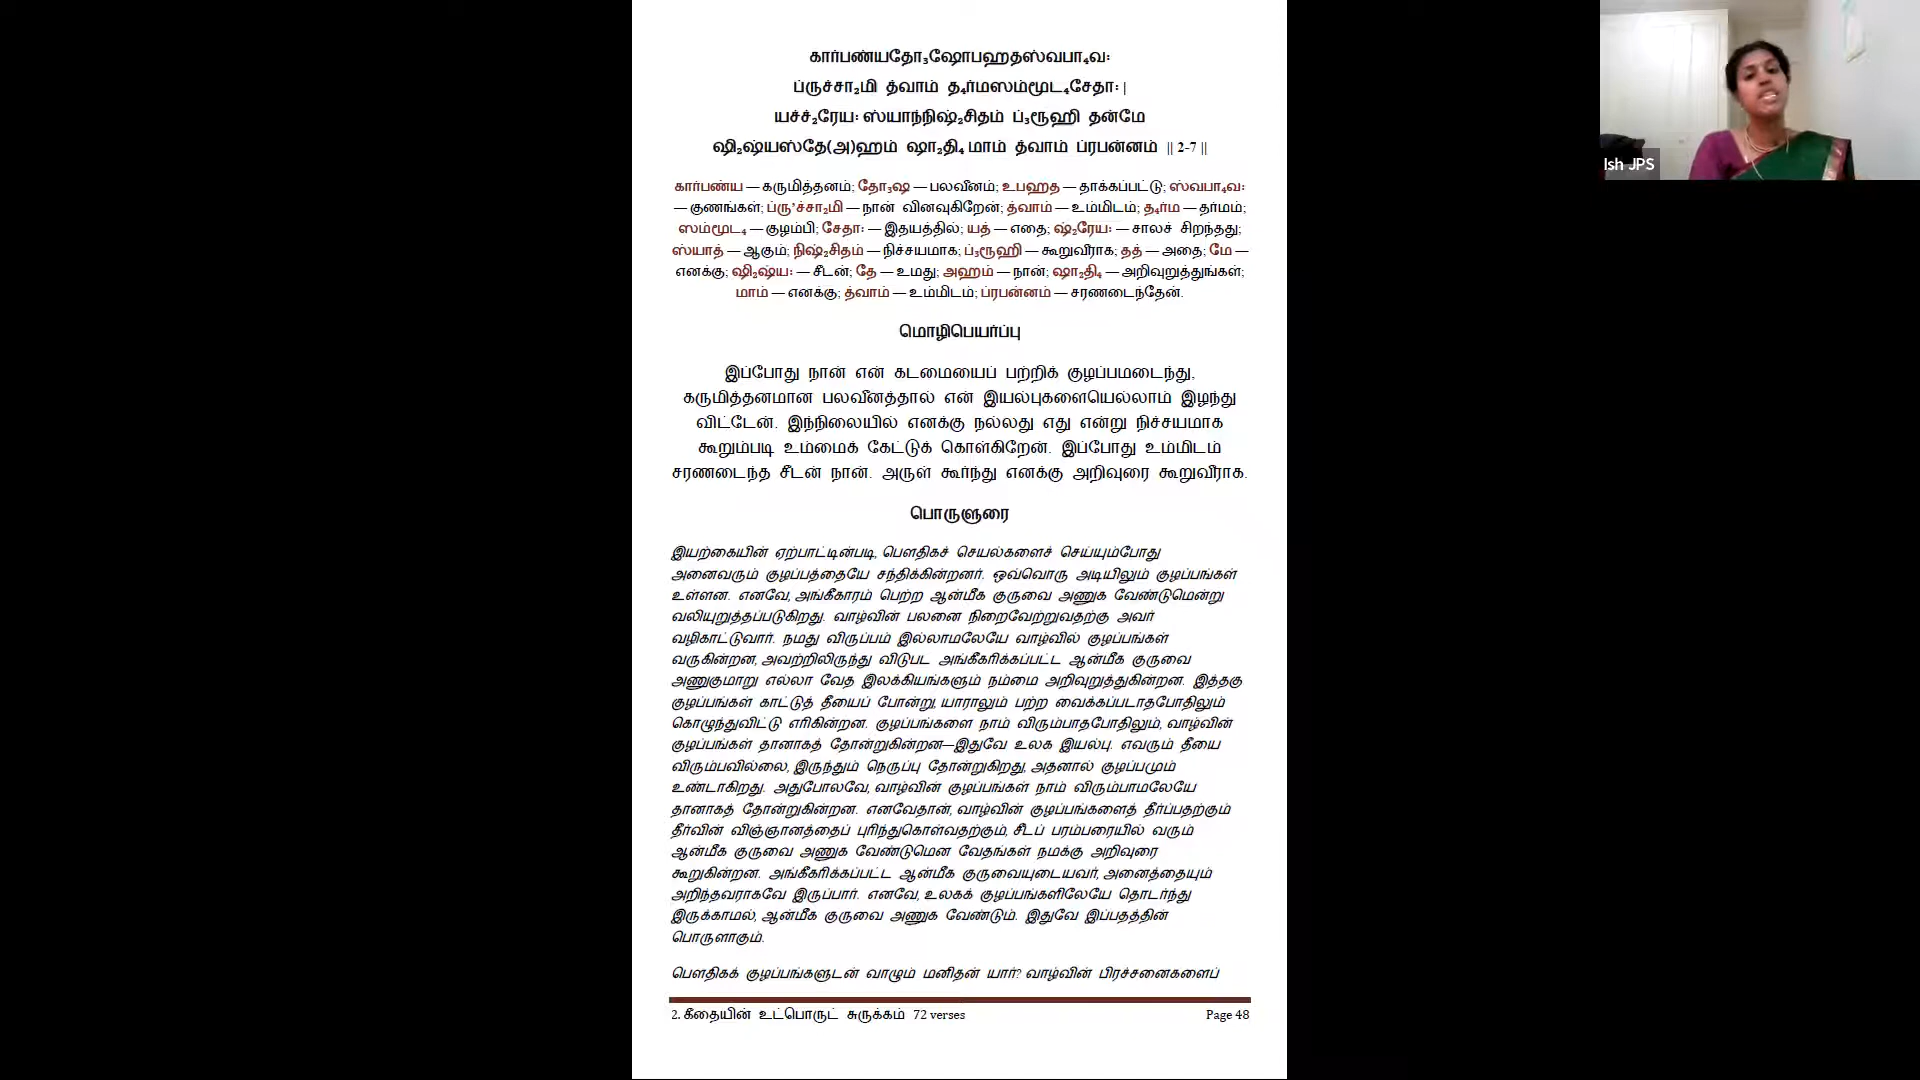 கார்பண்யதோ₃ஷோபஹதஸ்வபா₄வ:
ப்ருச்சா₂மி த்வாம் த₄ர்மஸம்மூட₄சேதா: |
யச்ச்₂ரேய: ஸ்யாந்நிஷ்₂சிதம் ப்₃ரூஹி தன்மே
ஷி₂ஷ்யஸ்தே(அ)ஹம் ஷா₂தி₄ மாம் த்வாம் ப்ரபன்னம் || 2-7 ||
கார்பண்ய — கருமித்தனம்; தோ₃ஷ — பலவீனம்; உபஹத — தாக்கப்பட்டு; ஸ்வபா₄வ:
— குணங்கள்; ப்ரு'ச்சா₂மி — நான் வினவுகிறேன்; த்வாம் — உம்மிடம்; த₄ர்ம — தர்மம்;
ஸம்மூட₄ — குழம்பி; சேதா: — இதயத்தில்; யத் — எதை; ஷ்₂ரேய: — சாலச் சிறந்தது;
ஸ்யாத் — ஆகும்; நிஷ்₂சிதம் — நிச்சயமாக; ப்₃ரூஹி — கூறுவீராக; தத் — அதை; மே —
எனக்கு; ஷி₂ஷ்ய: — சீடன்; தே — உமது; அஹம் — நான்; ஷா₂தி₄ — அறிவுறுத்துங்கள்;
மாம் — எனக்கு; த்வாம் — உம்மிடம்; ப்ரபன்னம் — சரணடைந்தேன்.
மொழிபெயர்ப்பு
இப்போது நான் என் கடமையைப் பற்றிக் குழப்பமடைந்து,
கருமித்தனமான பலவீனத்தால் என் இயல்புகளையெல்லாம் இழந்து
விட்டேன். இந்நிலையில் எனக்கு நல்லது எது என்று நிச்சயமாக
கூறும்படி உம்மைக் கேட்டுக் கொள்கிறேன். இப்போது உம்மிடம்
சரணடைந்த சீடன் நான். அருள் கூர்ந்து எனக்கு அறிவுரை கூறுவீராக.
பொருளுரை
இயற்கையின் ஏற்பாட்டின்படி, பௌதிகச் செயல்களைச் செய்யும்போது
அனைவரும் குழப்பத்தையே சந்திக்கின்றனர். ஒவ்வொரு அடியிலும் குழப்பங்கள்
உள்ளன. எனவே, அங்கீகாரம் பெற்ற ஆன்மீக குருவை அணுக வேண்டுமென்று
வலியுறுத்தப்படுகிறது. வாழ்வின் பலனை நிறைவேற்றுவதற்கு அவர்
வழிகாட்டுவார். நமது விருப்பம் இல்லாமலேயே வாழ்வில் குழப்பங்கள்
வருகின்றன, அவற்றிலிருந்து விடுபட அங்கீகரிக்கப்பட்ட ஆன்மீக குருவை
அணுகுமாறு எல்லா வேத இலக்கியங்களும் நம்மை அறிவுறுத்துகின்றன. இத்தகு
குழப்பங்கள் காட்டுத் தீயைப் போன்று, யாராலும் பற்ற வைக்கப்படாதபோதிலும்
கொழுந்துவிட்டு எரிகின்றன. குழப்பங்களை நாம் விரும்பாதபோதிலும், வாழ்வின்
குழப்பங்கள் தானாகத் தோன்றுகின்றன—இதுவே உலக இயல்பு. எவரும் தீயை
விரும்பவில்லை, இருந்தும் நெருப்பு தோன்றுகிறது, அதனால் குழப்பமும்
உண்டாகிறது. அதுபோலவே, வாழ்வின் குழப்பங்கள் நாம் விரும்பாமலேயே
தானாகத் தோன்றுகின்றன. எனவேதான், வாழ்வின் குழப்பங்களைத் தீர்ப்பதற்கும்
தீர்வின் விஞ்ஞானத்தைப் புரிந்துகொள்வதற்கும், சீடப் பரம்பரையில் வரும்
ஆன்மீக குருவை அணுக வேண்டுமென வேதங்கள் நமக்கு அறிவுரை
கூறுகின்றன. அங்கீகரிக்கப்பட்ட ஆன்மீக குருவையுடையவர், அனைத்தையும்
அறிந்தவராகவே இருப்பார். எனவே, உலகக் குழப்பங்களிலேயே தொடர்ந்து
இருக்காமல், ஆன்மீக குருவை அணுக வேண்டும். இதுவே இப்பதத்தின்
பொருளாகும்.
பௌதிகக் குழப்பங்களுடன் வாழும் மனிதன் யார்? வாழ்வின் பிரச்சனைகளைப்
2. கீதையின் உட்பொருட் சுருக்கம் 72 verses Page 48
Ish JPS